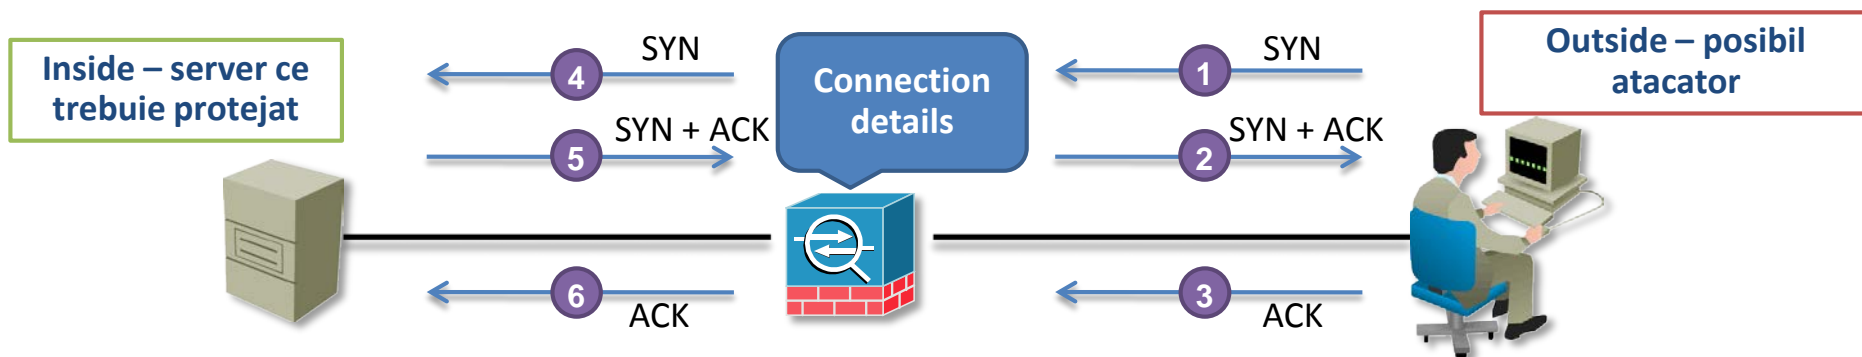 Inside – server ce
trebuie protejat
4
SYN
5
SYN + ACK
6
ACK
Connection
details
1
SYN
2
SYN + ACK
3
ACK
Outside – posibil
atacator